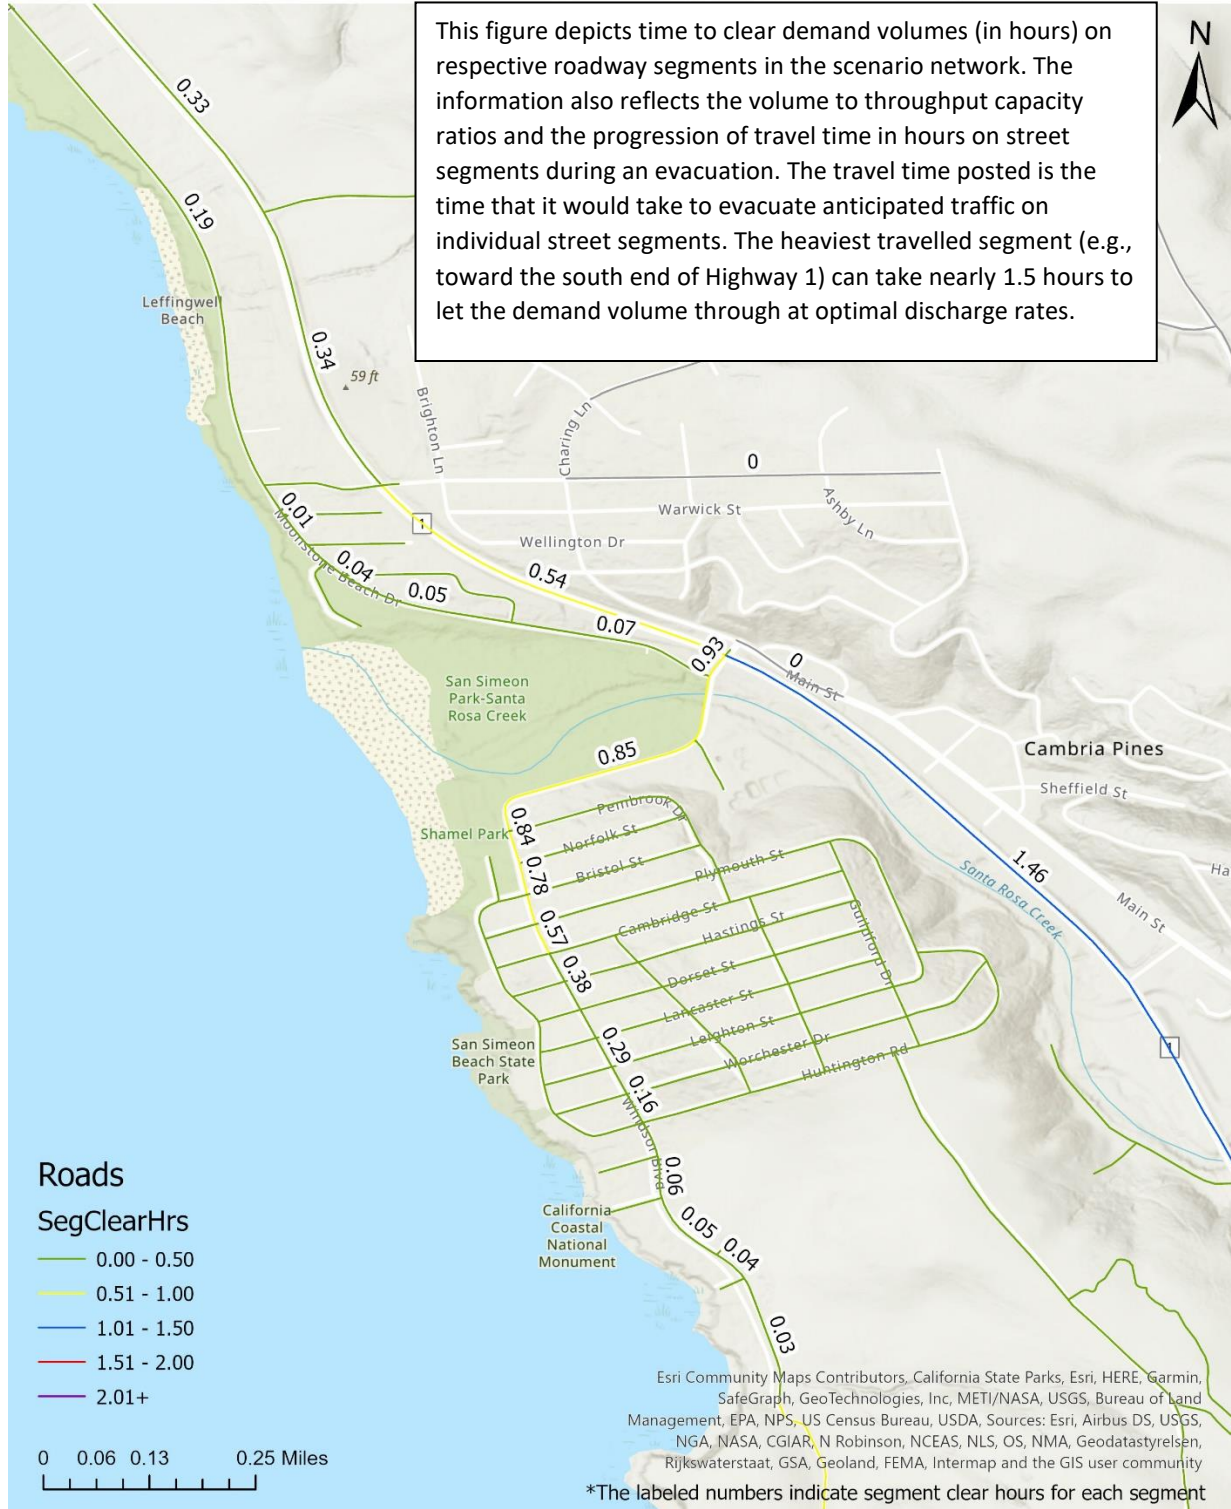 This figure depicts time to clear demand volumes (in hours) on
respective roadway segments in the scenario network. The
information also reflects the volume to throughput capacity
ratios and the progression of travel time in hours on street
segments during an evacuation. The travel time posted is the
time that it would take to evacuate anticipated traffic on
individual street segments. The heaviest travelled segment (e.g.,
toward the south end of Highway 1) can take nearly 1.5 hours to
let the demand volume through at optimal discharge rates.
N
0.33
0.19
Leffingwell
Beach
0.34
59 ft
Brighton Ln
Charing Ln
0
Ashby Ln
Warwick St
0.01
1
Wellington Dr
Moonstone Beach Dr
0.04
0.05
0.54
0.07
0.93
0
Main St
San Simeon
Park-Santa
Rosa Creek
0.85
Cambria Pines
Sheffield St
Pembrook Dr
0.84
Shamel Park
Norfolk St
0.78
Bristol St
Plymouth St
1.46
Ha
Santa Rosa Creek
Main St
0.57
Cambridge St
Hastings St
Guildford Dr
0.38
Dorset St
Lancaster St
0.29
Leighton St
San Simeon
Beach State
Park
Worchester Dr
Huntington Rd
1
0.16
Windsor Blvd
0.06
California
Coastal
National
Monument
0.05
0.04
0.03
Roads
SegClearHrs
0.00 - 0.50
0.51 - 1.00
1.01 - 1.50
1.51 - 2.00
2.01+
0 0.06 0.13 0.25 Miles
Esri Community Maps Contributors, California State Parks, Esri, HERE, Garmin,
SafeGraph, GeoTechnologies, Inc, METI/NASA, USGS, Bureau of Land
Management, EPA, NPS, US Census Bureau, USDA, Sources: Esri, Airbus DS, USGS,
NGA, NASA, CGIAR, N Robinson, NCEAS, NLS, OS, NMA, Geodatastyrelsen,
Rijkswaterstaat, GSA, Geoland, FEMA, Intermap and the GIS user community
*The labeled numbers indicate segment clear hours for each segment